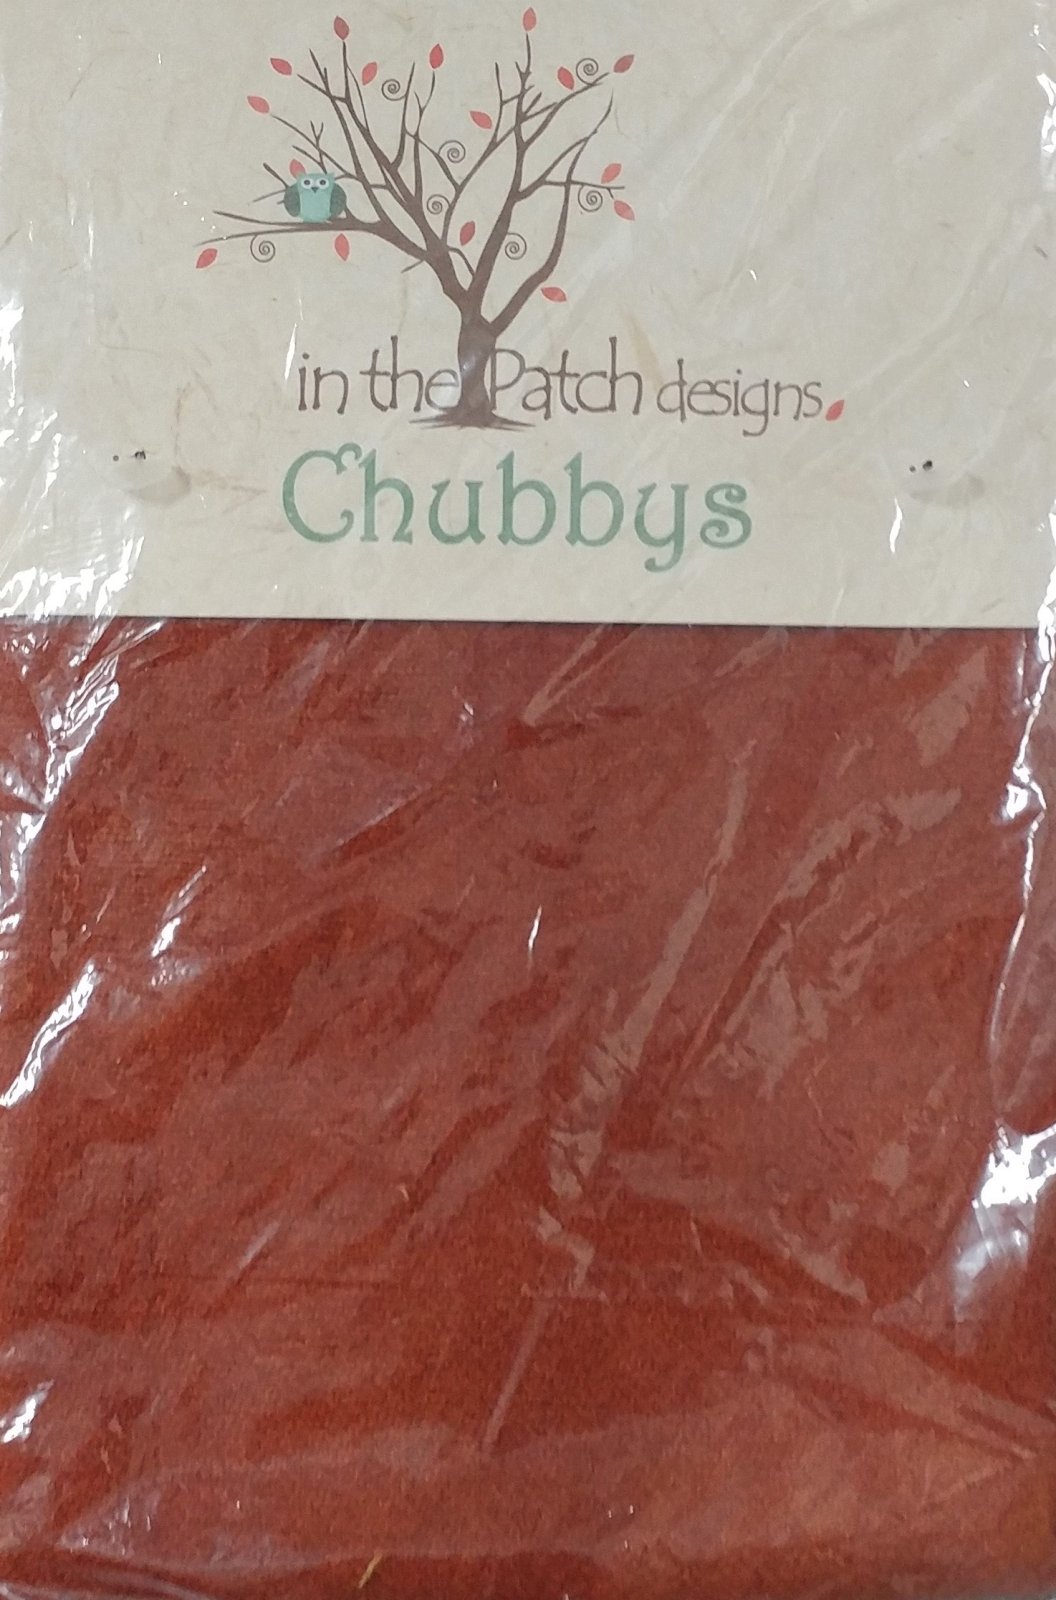 in the Patch designs.
Chubbys